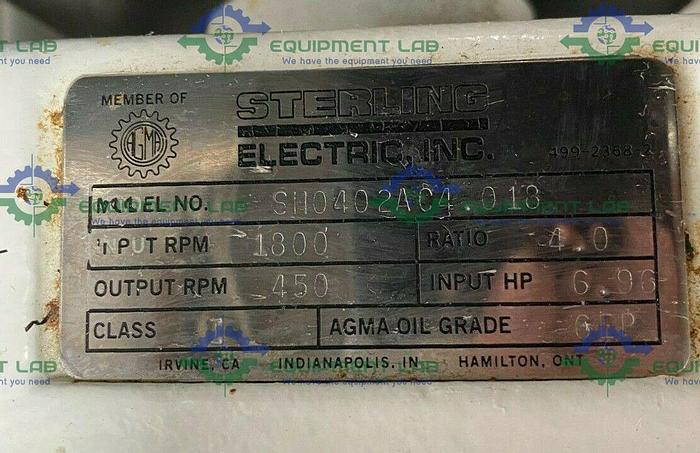 EQUIPMENT LAB
We have the equipment you need
MEMBER OF
AGMA
STERLING
ELECTRIC, INC.
499-2368-2
MODEL NO. SH0402AC4 018
INPUT RPM 1800 RATIO 4.0
OUTPUT RPM 450 INPUT HP 6.96
CLASS AGMA OIL GRADE 6EP
IRVINE, CA INDIANAPOLIS, IN HAMILTON, ONT